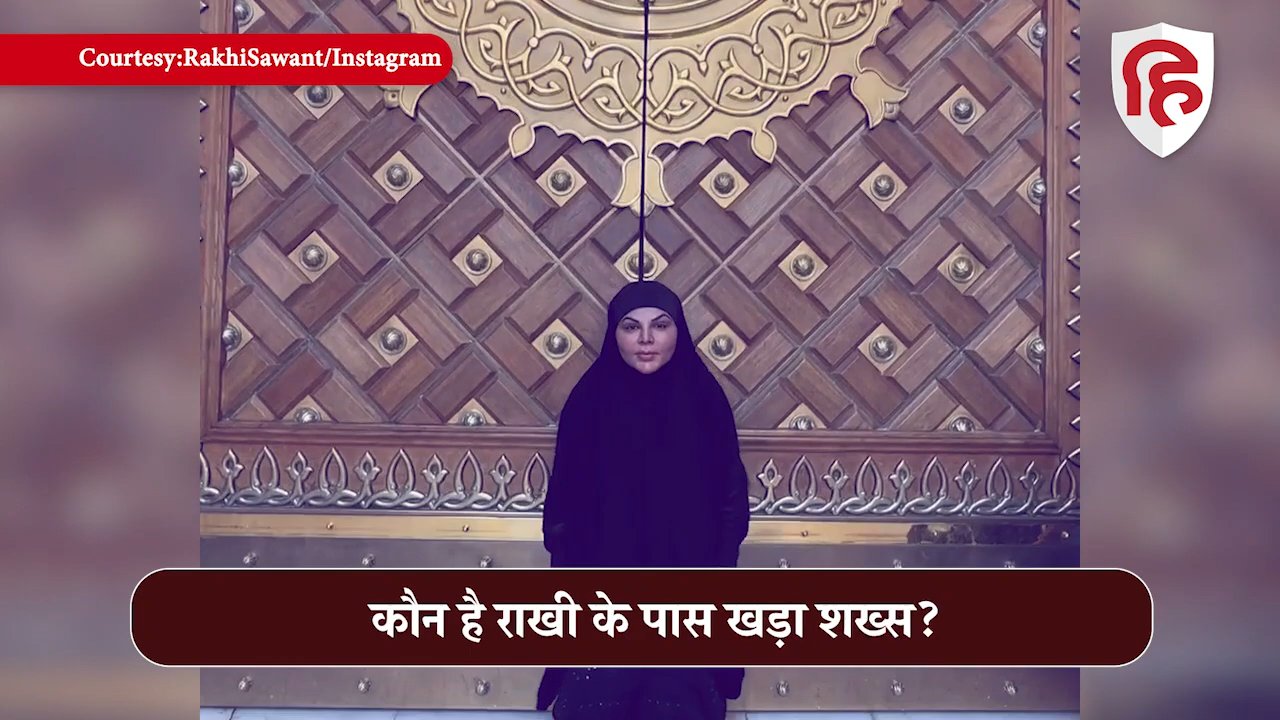 Courtesy:RakhiSawant/Instagram
हि
कौन है राखी के पास खड़ा शख्स?